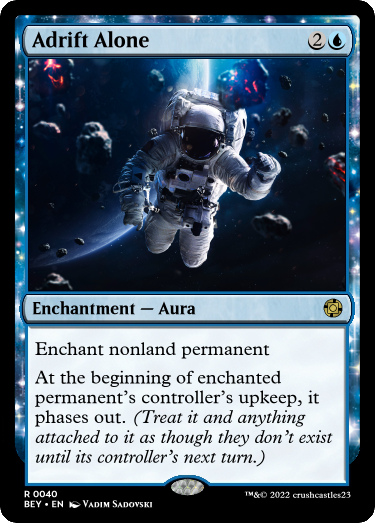 Adrift Alone 2
Enchantment — Aura
Enchant nonland permanent
At the beginning of enchanted
permanent's controller's upkeep, it
phases out. (Treat it and anything
attached to it as though they don't exist
until its controller's next turn.)
R 0040
BEY • EN Vadim Sadovski
™&© 2022 crushcastles23